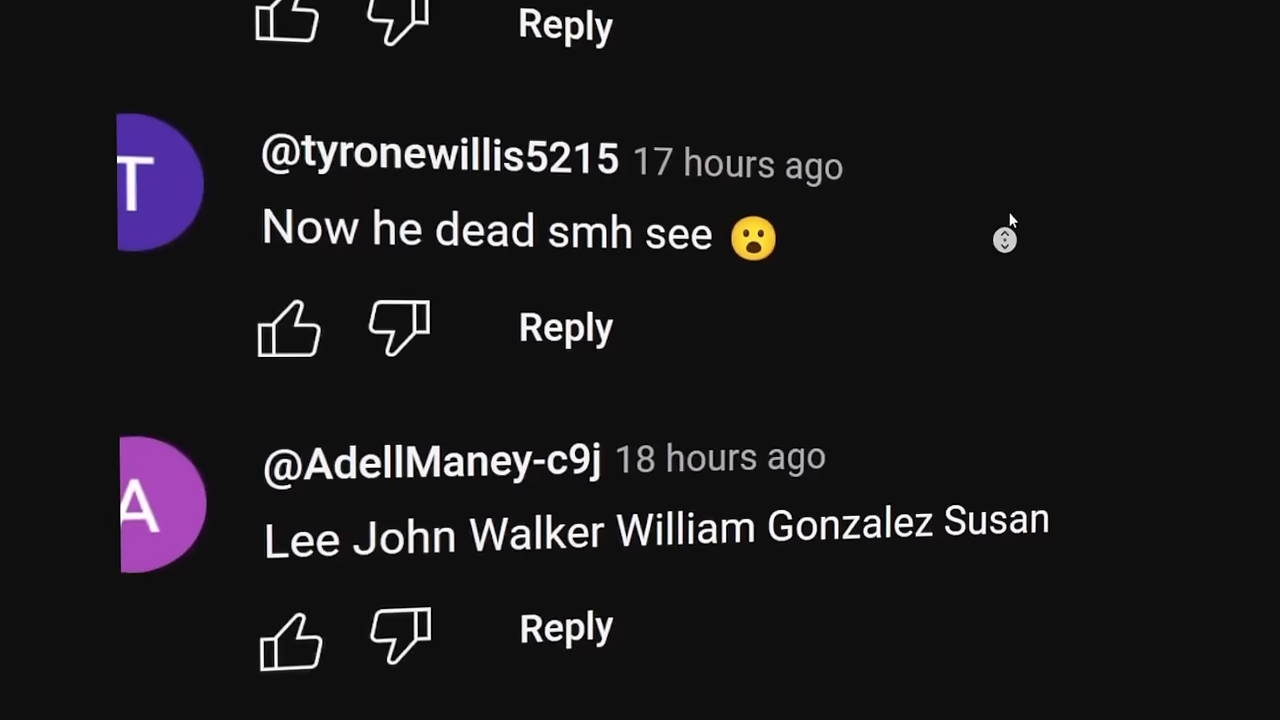 Reply
T
@tyronewillis5215 17 hours ago
Now he dead smh see 😮
Reply
A
@AdellManey-c9j 18 hours ago
Lee John Walker William Gonzalez Susan
Reply